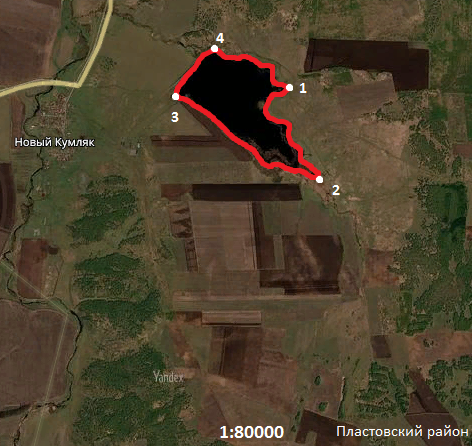 4
1
3
Новый Кумляк
2
Yandex
1:80000
Пластовский район